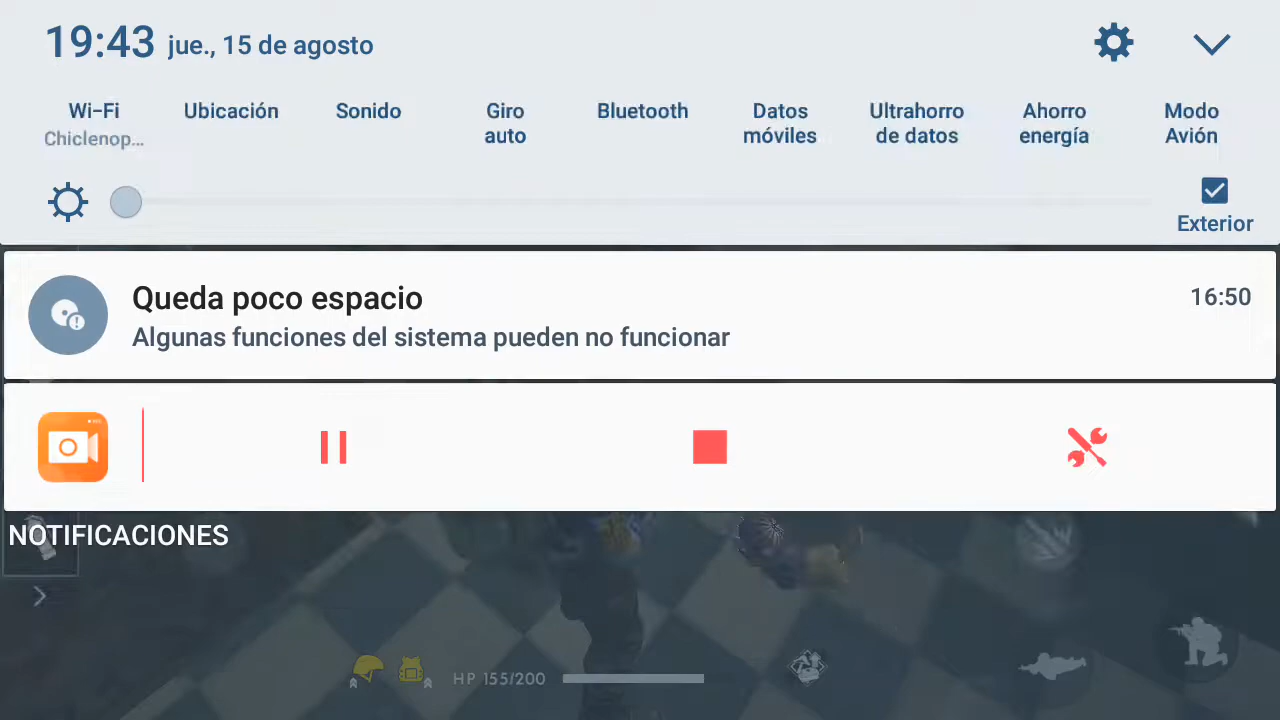 19:43 jue., 15 de agosto
Wi-Fi
Chiclenop...
Ubicación
Sonido
Giro
auto
Bluetooth
Datos
móviles
Ultrahorro
de datos
Ahorro
energía
Modo
Avión
Exterior
Queda poco espacio
16:50
Algunas funciones del sistema pueden no funcionar
NOTIFICACIONES
HP 155/200